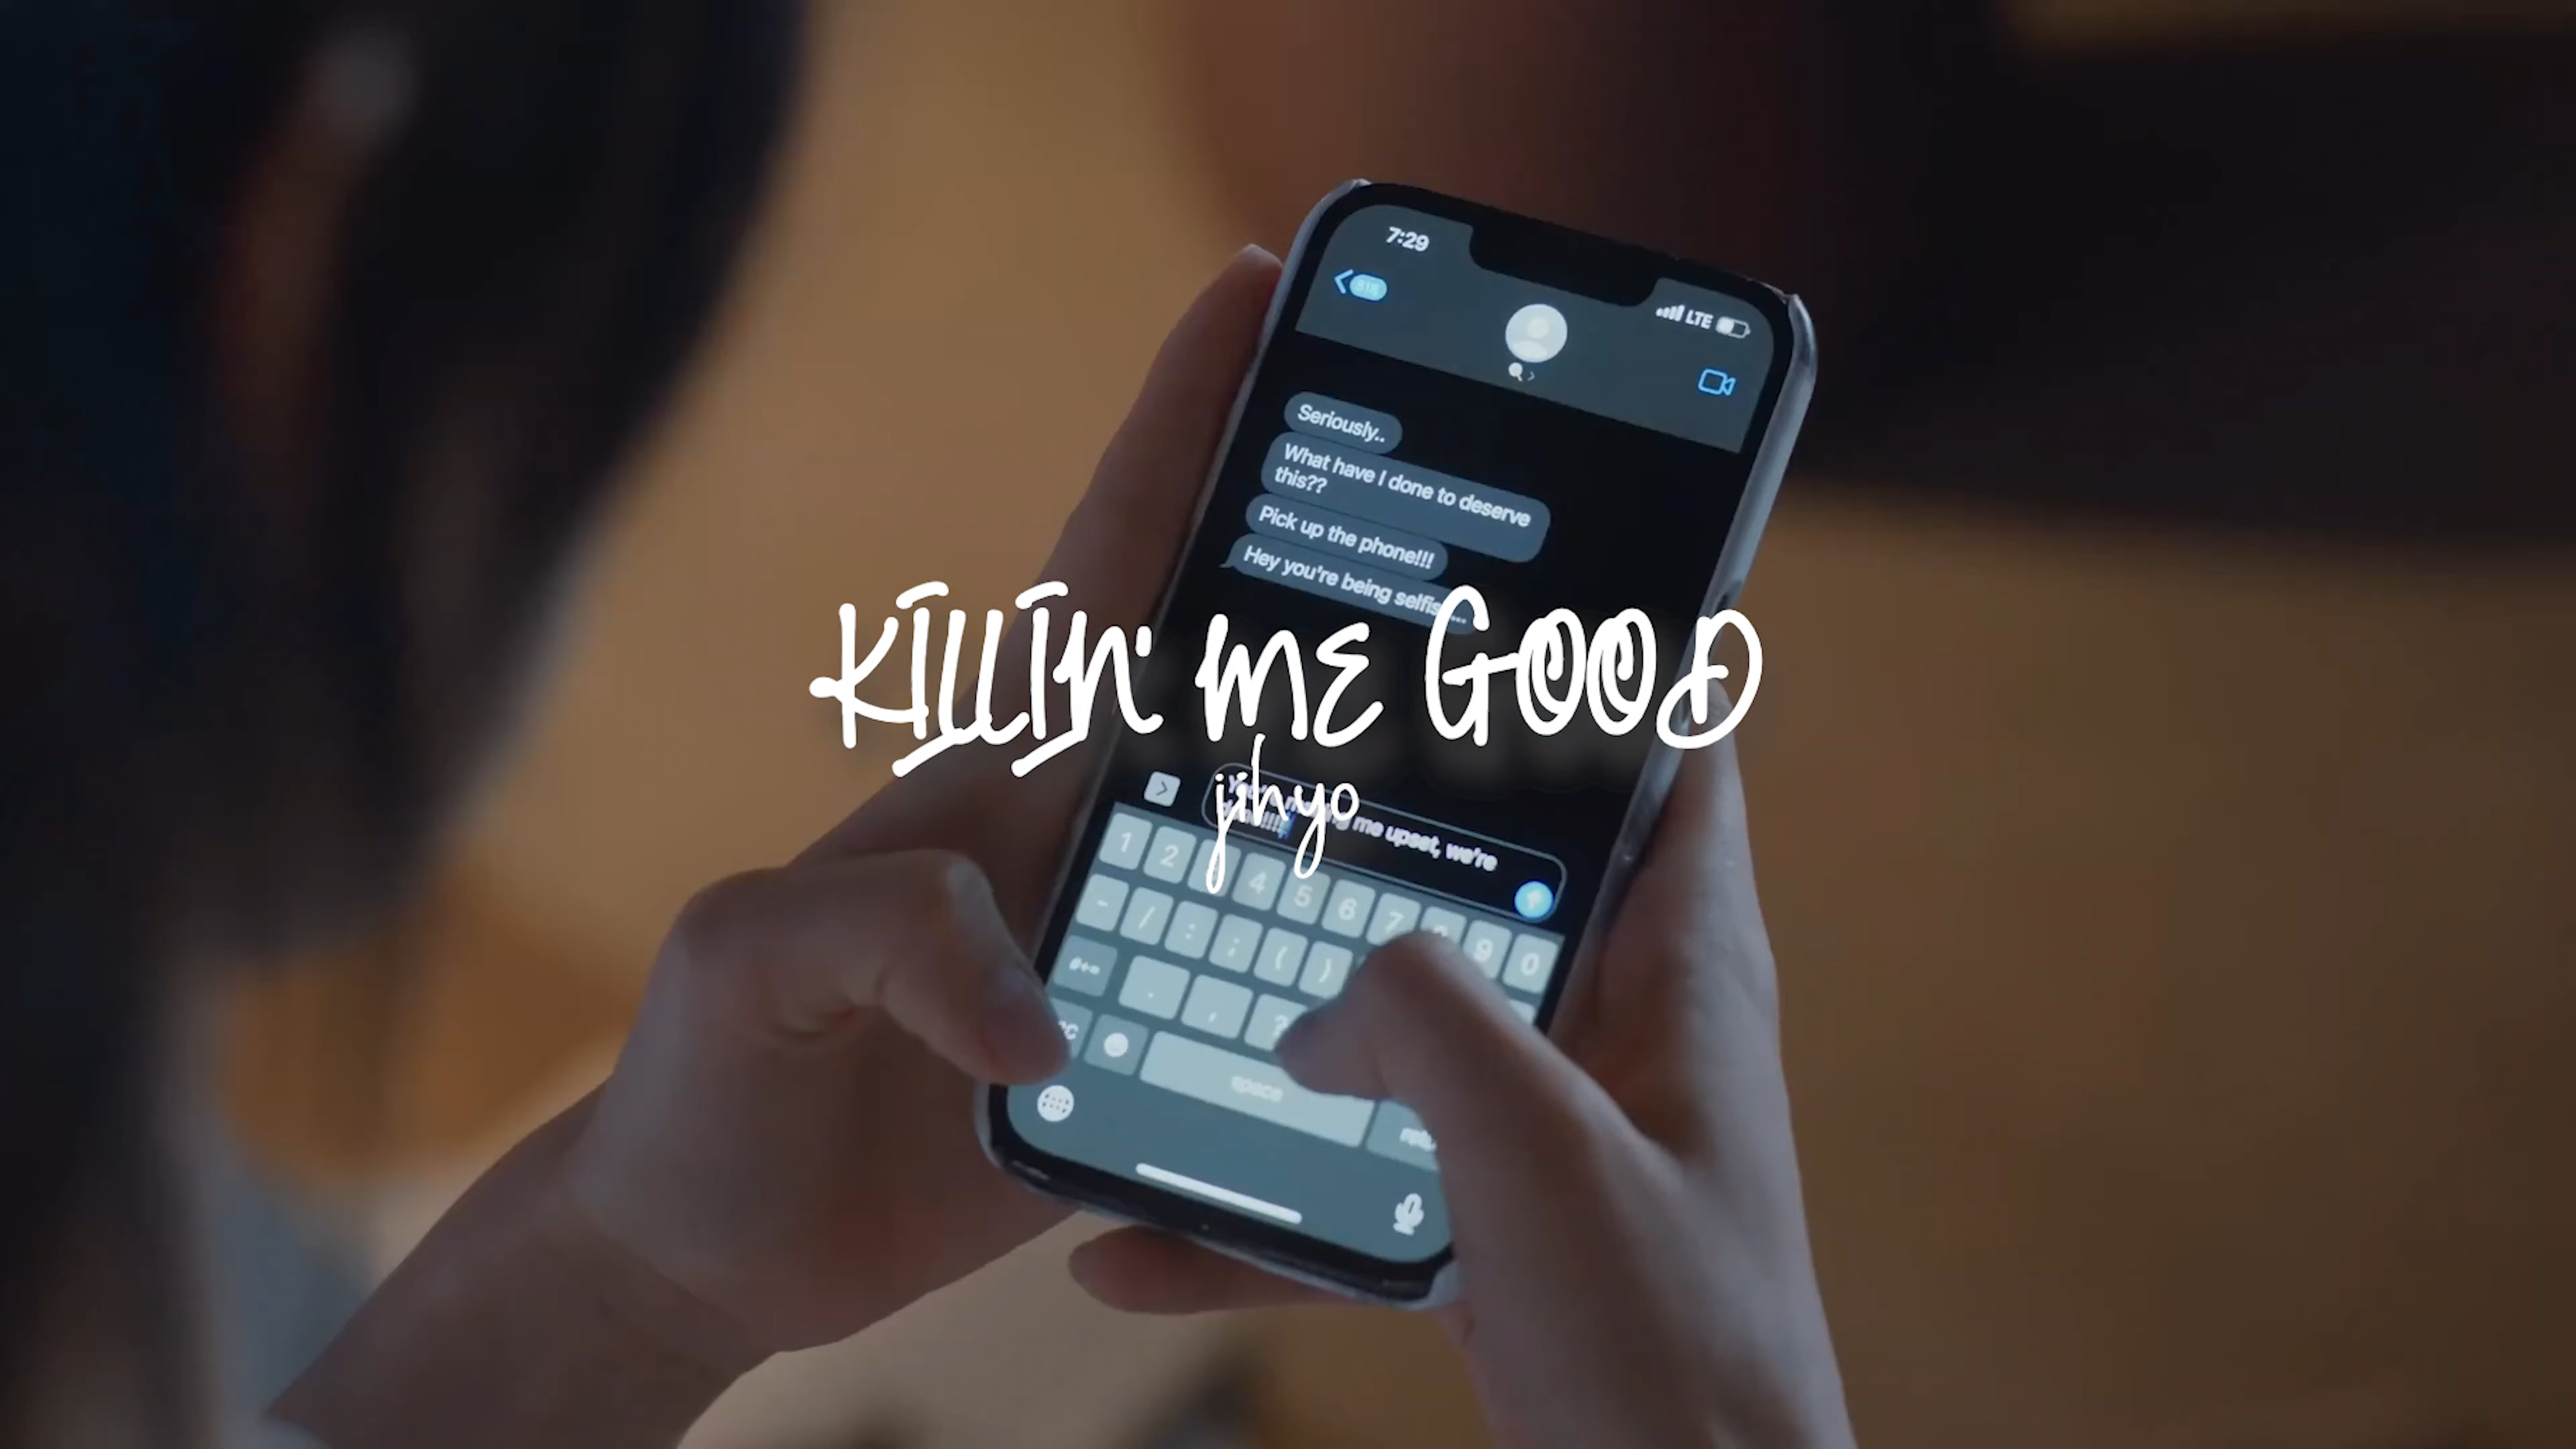 7:29
LTE
818
Seriously..
What have I done to deserve
this??
Pick up the phone!!!
Hey you're being selfis...
KiLLiN' ME GOOD
jihyo
me upset, we're
!!!!
1 2 4 5 6 7 9 0
- / : ; ( )
#+= . , ?
space